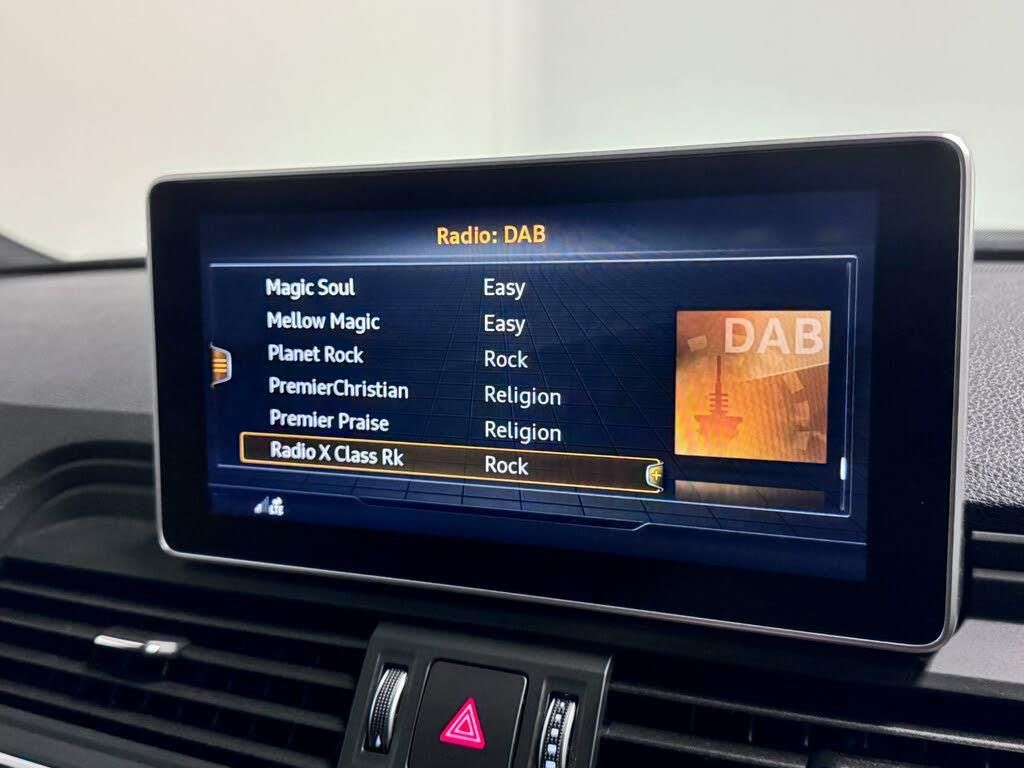 Radio: DAB
Magic Soul Easy
Mellow Magic Easy
Planet Rock Rock
PremierChristian Religion
Premier Praise Religion
Radio X Class Rk Rock
DAB
LTE